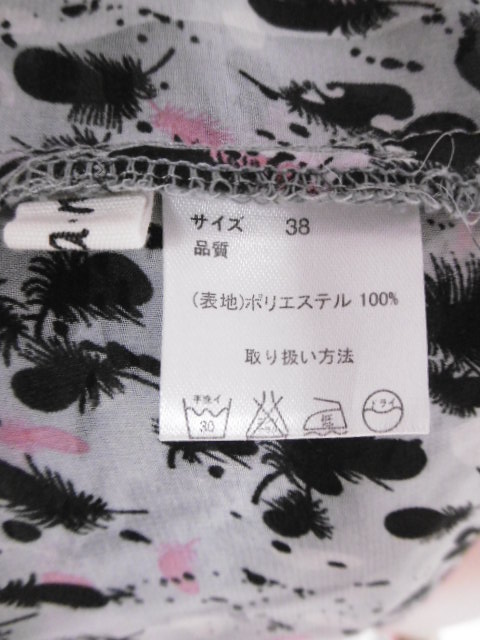 サイズ 38
品質
(表地)ポリエステル 100%
取り扱い方法
手洗イ
30
低
ドライ